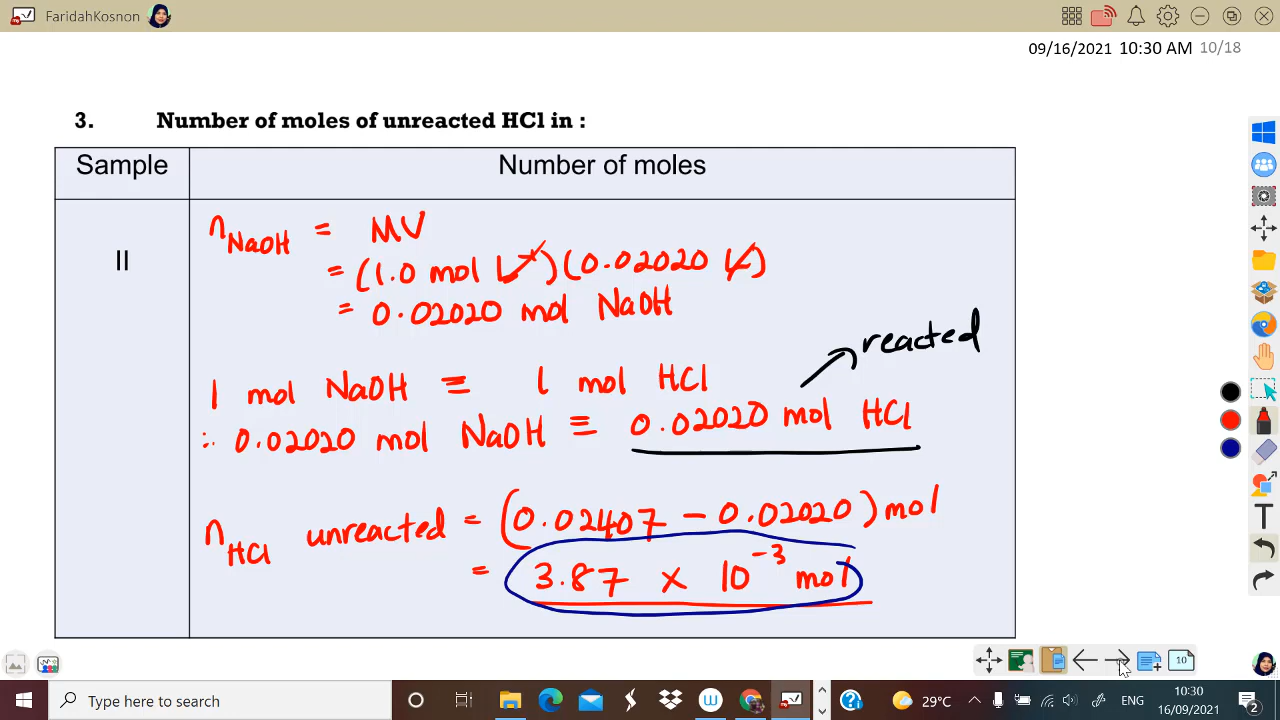 FaridahKosnon
09/16/2021 10:30 AM 10/18
3. Number of moles of unreacted HCl in :
Sample Number of moles
II
nNaOH = MV
= (1.0 mol L⁻¹)(0.02020 L)
= 0.02020 mol NaOH
reacted
1 mol NaOH ≡ 1 mol HCl
∴ 0.02020 mol NaOH ≡ 0.02020 mol HCl
nHCl unreacted = (0.02407 - 0.02020) mol
= 3.87 x 10⁻³ mol
T
10
Type here to search
29°C
ENG
10:30
16/09/2021
2